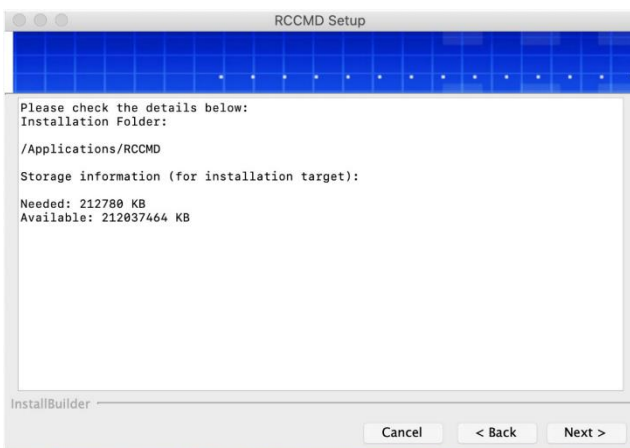 RCCMD Setup
Please check the details below:
Installation Folder:
/Applications/RCCMD
Storage information (for installation target):
Needed: 212780 KB
Available: 212037464 KB
InstallBuilder
Cancel
< Back
Next >